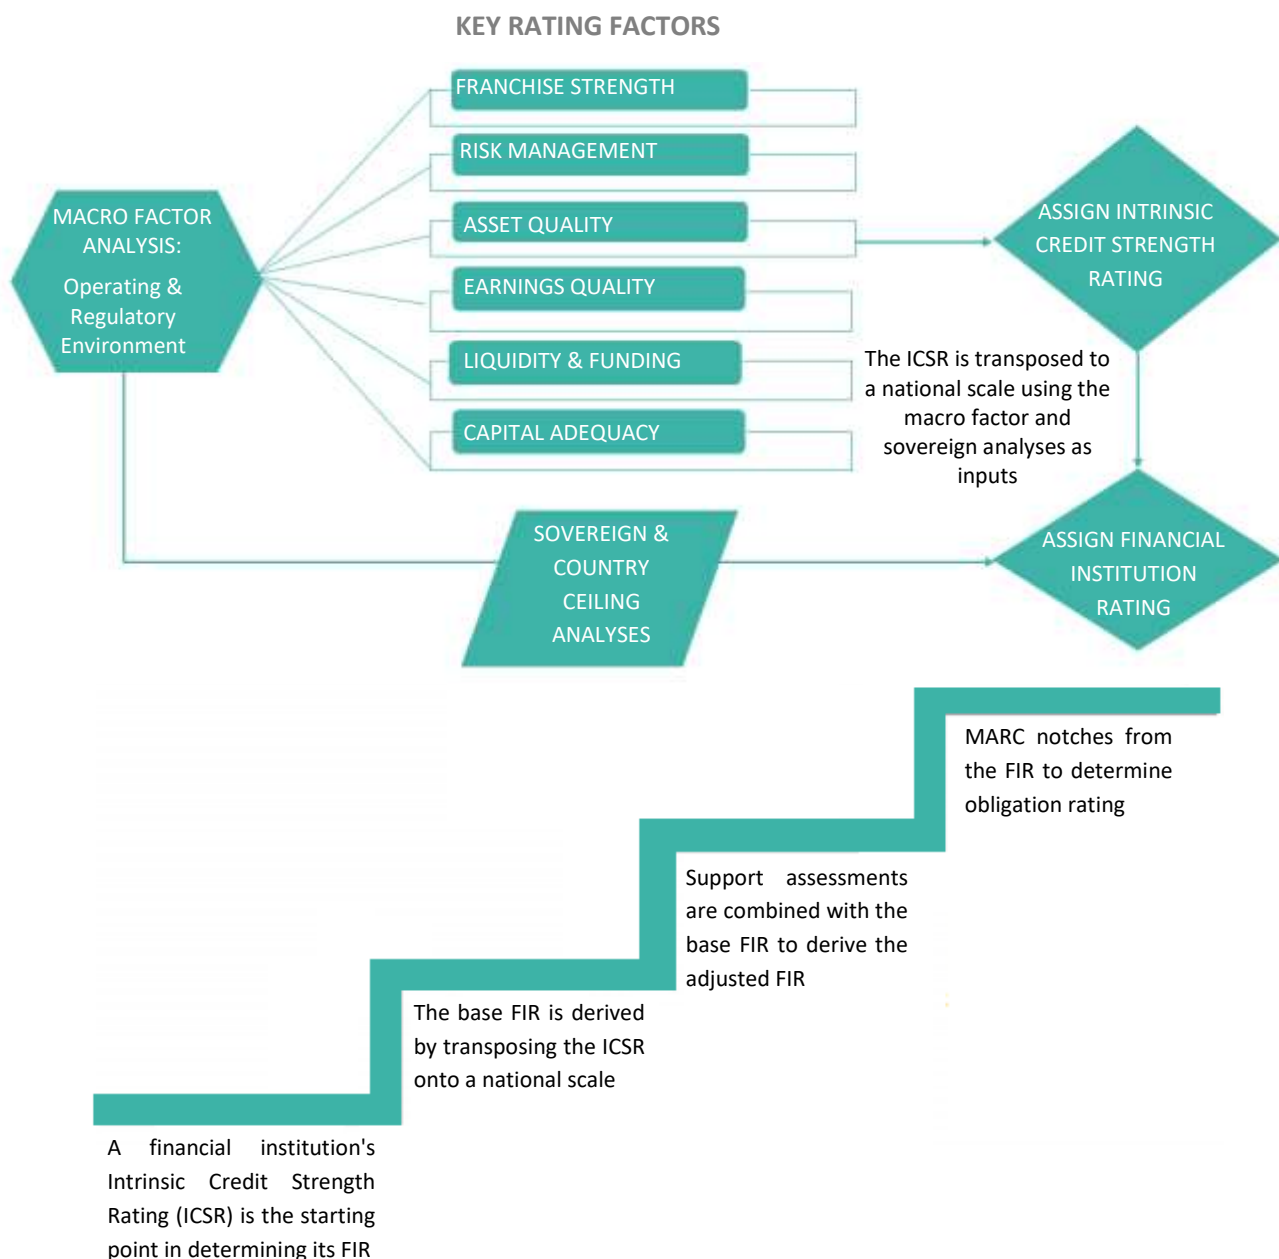 KEY RATING FACTORS
FRANCHISE STRENGTH
RISK MANAGEMENT
ASSET QUALITY
EARNINGS QUALITY
LIQUIDITY & FUNDING
CAPITAL ADEQUACY
MACRO FACTOR
ANALYSIS:
Operating &
Regulatory
Environment
ASSIGN INTRINSIC
CREDIT STRENGTH
RATING
The ICSR is transposed to
a national scale using the
macro factor and
sovereign analyses as
inputs
SOVEREIGN &
COUNTRY
CEILING
ANALYSES
ASSIGN FINANCIAL
INSTITUTION
RATING
MARC notches from
the FIR to determine
obligation rating
Support assessments
are combined with the
base FIR to derive the
adjusted FIR
The base FIR is derived
by transposing the ICSR
onto a national scale
A financial institution's
Intrinsic Credit Strength
Rating (ICSR) is the starting
point in determining its FIR